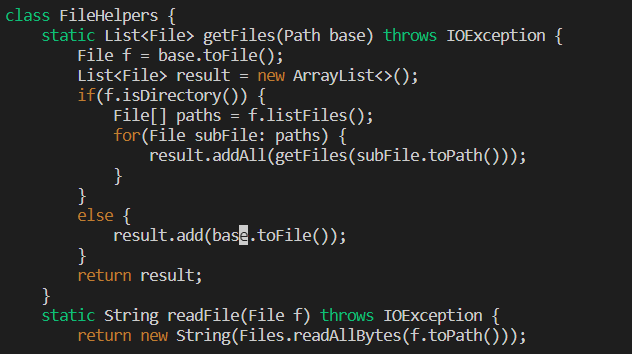 class FileHelpers {
    static List<File> getFiles(Path base) throws IOException {
        File f = base.toFile();
        List<File> result = new ArrayList<>();
        if(f.isDirectory()) {
            File[] paths = f.listFiles();
            for(File subFile: paths) {
                result.addAll(getFiles(subFile.toPath()));
            }
        }
        else {
            result.add(base.toFile());
        }
        return result;
    }
    static String readFile(File f) throws IOException {
        return new String(Files.readAllBytes(f.toPath()));